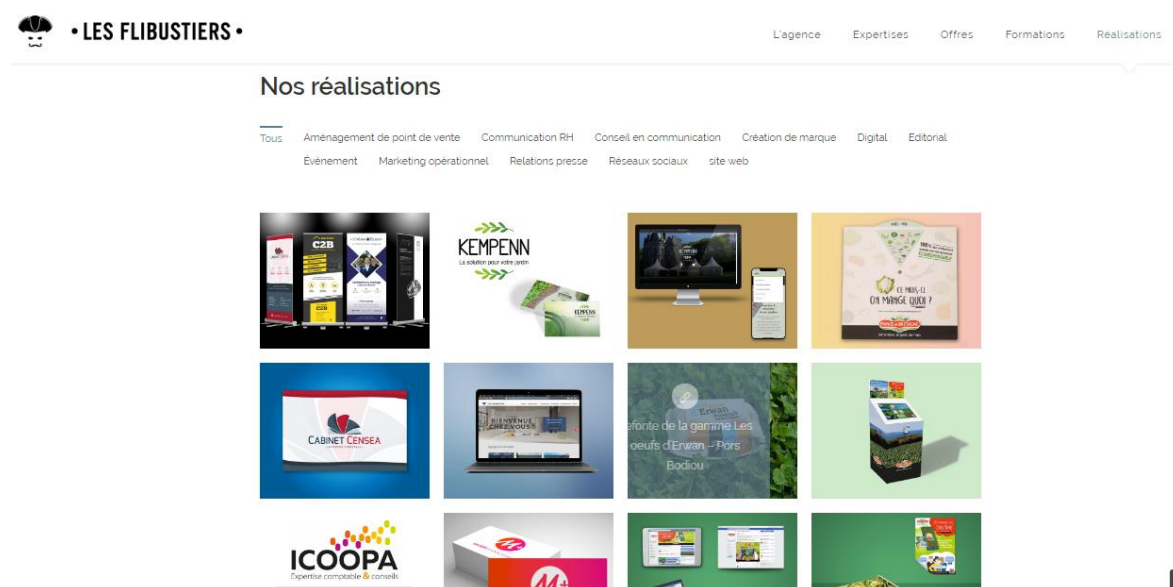 • LES FLIBUSTIERS •
L'agence Expertises Offres Formations Réalisations
Nos réalisations
Tous Aménagement de point de vente Communication RH Conseil en communication Création de marque Digital Editorial
Évènement Marketing opérationnel Relations presse Réseaux sociaux site web
C2B
KEMPENN
La solution pour votre jardin
KEMPENN
CE MOIS-CI,
ON MANGE QUOI ?
CABINET CENSEA
BIENVENUE
CHEZ VOUS
Erwan
efonte de la gamme Les
oeufs d'Erwan – Pors
Bodiou
ICOOPA
Expertise comptable & conseils
M+